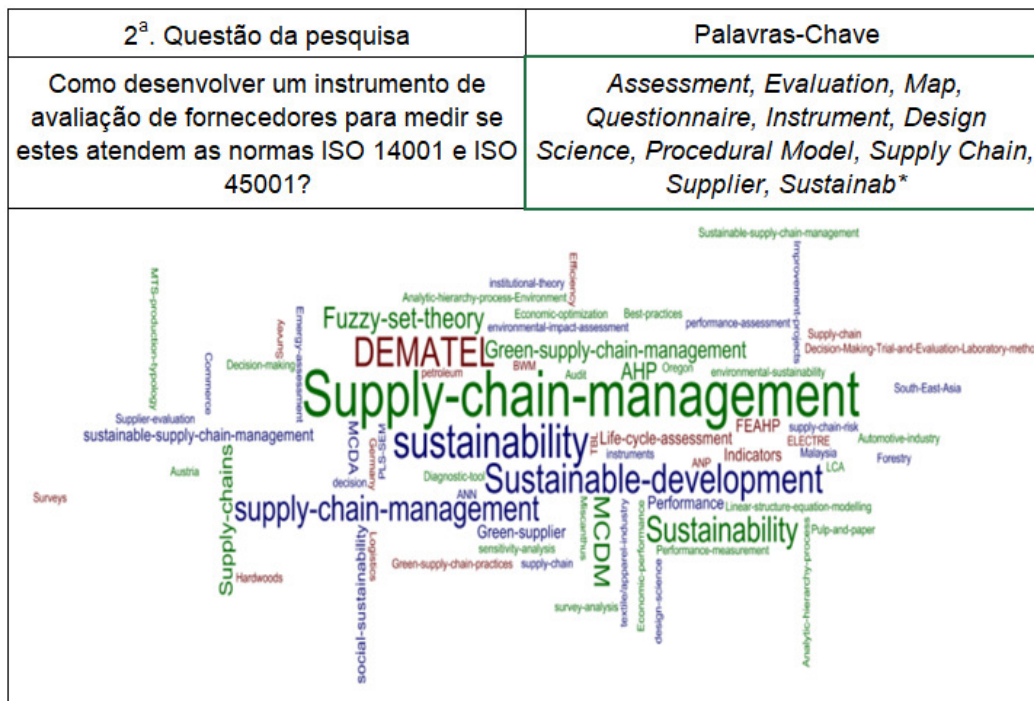 2ª. Questão da pesquisa
Palavras-Chave
Como desenvolver um instrumento de
avaliação de fornecedores para medir se
estes atendem as normas ISO 14001 e ISO
45001?
Assessment, Evaluation, Map,
Questionnaire, Instrument, Design
Science, Procedural Model, Supply Chain,
Supplier, Sustainab*
Sustainable-supply-chain-management
MTS-production-typology
Survey
Emergy-assessment
institutional-theory
Efficiency
Improvement-projects
Analytic-hierarchy-process-Environment
Economic-optimization
Best-practices
Fuzzy-set-theory
environmental-impact-assessment
performance-assessment
Supply-chain
DEMATEL
Green-supply-chain-management
Decision-Making-Trial-and-Evaluation-Laboratory-metho
Commerce
Decision-making
petroleum
BWM
Audit
AHP
Oregon
environmental-sustainability
Supply-chain-management
South-East-Asia
Supplier-evaluation
sustainable-supply-chain-management
MCDA
Germany
PLS-SEM
sustainability
TBL
Life-cycle-assessment
FEAHP
supply-chain-risk
Automotive-industry
instruments
Indicators
ELECTRE
Malaysia
Forestry
Austria
Supply-chains
decision
Diagnostic-tool
ANP
LCA
Surveys
ANN
Sustainable-development
supply-chain-management
Miscanthus
MCDM
Performance
Linear-structure-equation-modelling
Green-supplier
Sustainability
Pulp-and-paper
sensitivity-analysis
Performance-measurement
Hardwoods
social-sustainability
Logistics
Green-supply-chain-practices
supply-chain
textile/apparel-industry
Economic-performance
design-science
Analytic-hierarchy-process
survey-analysis